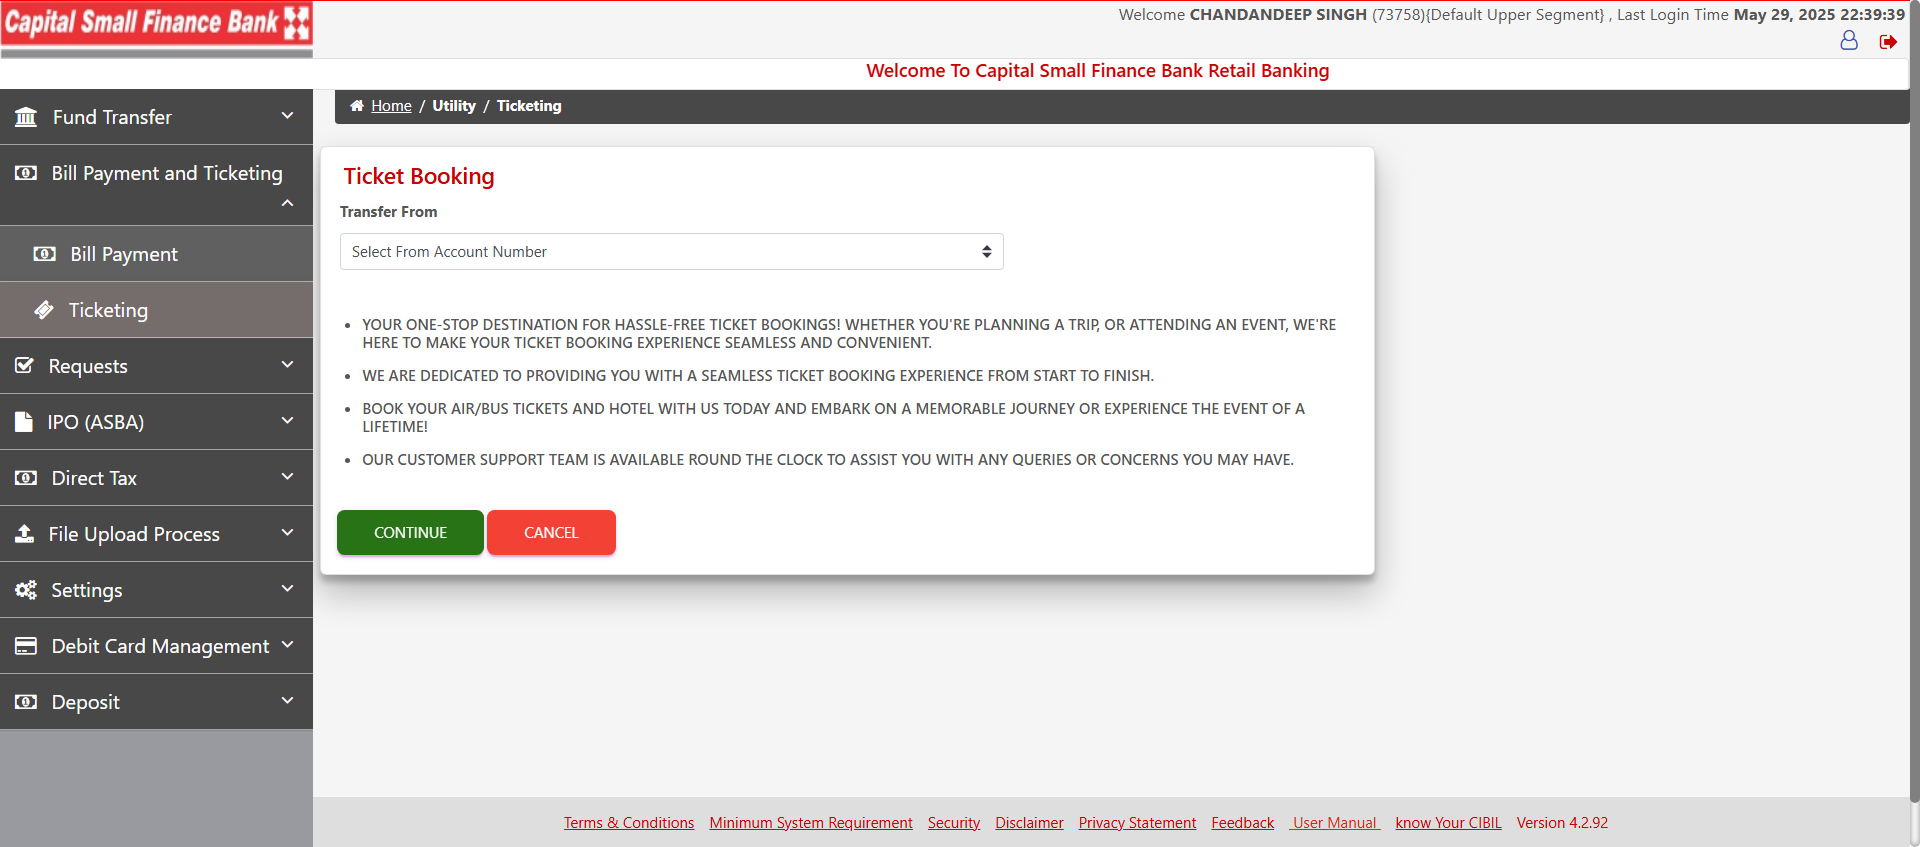 Capital Small Finance Bank
Welcome CHANDANDEEP SINGH (73758){Default Upper Segment} , Last Login Time May 29, 2025 22:39:39
Welcome To Capital Small Finance Bank Retail Banking
Home / Utility / Ticketing
Fund Transfer
Bill Payment and Ticketing
Bill Payment
Ticketing
Requests
IPO (ASBA)
Direct Tax
File Upload Process
Settings
Debit Card Management
Deposit
Ticket Booking
Transfer From
Select From Account Number
YOUR ONE-STOP DESTINATION FOR HASSLE-FREE TICKET BOOKINGS! WHETHER YOU'RE PLANNING A TRIP, OR ATTENDING AN EVENT, WE'RE
HERE TO MAKE YOUR TICKET BOOKING EXPERIENCE SEAMLESS AND CONVENIENT.
WE ARE DEDICATED TO PROVIDING YOU WITH A SEAMLESS TICKET BOOKING EXPERIENCE FROM START TO FINISH.
BOOK YOUR AIR/BUS TICKETS AND HOTEL WITH US TODAY AND EMBARK ON A MEMORABLE JOURNEY OR EXPERIENCE THE EVENT OF A
LIFETIME!
OUR CUSTOMER SUPPORT TEAM IS AVAILABLE ROUND THE CLOCK TO ASSIST YOU WITH ANY QUERIES OR CONCERNS YOU MAY HAVE.
CONTINUE CANCEL
Terms & Conditions Minimum System Requirement Security Disclaimer Privacy Statement Feedback User Manual know Your CIBIL Version 4.2.92